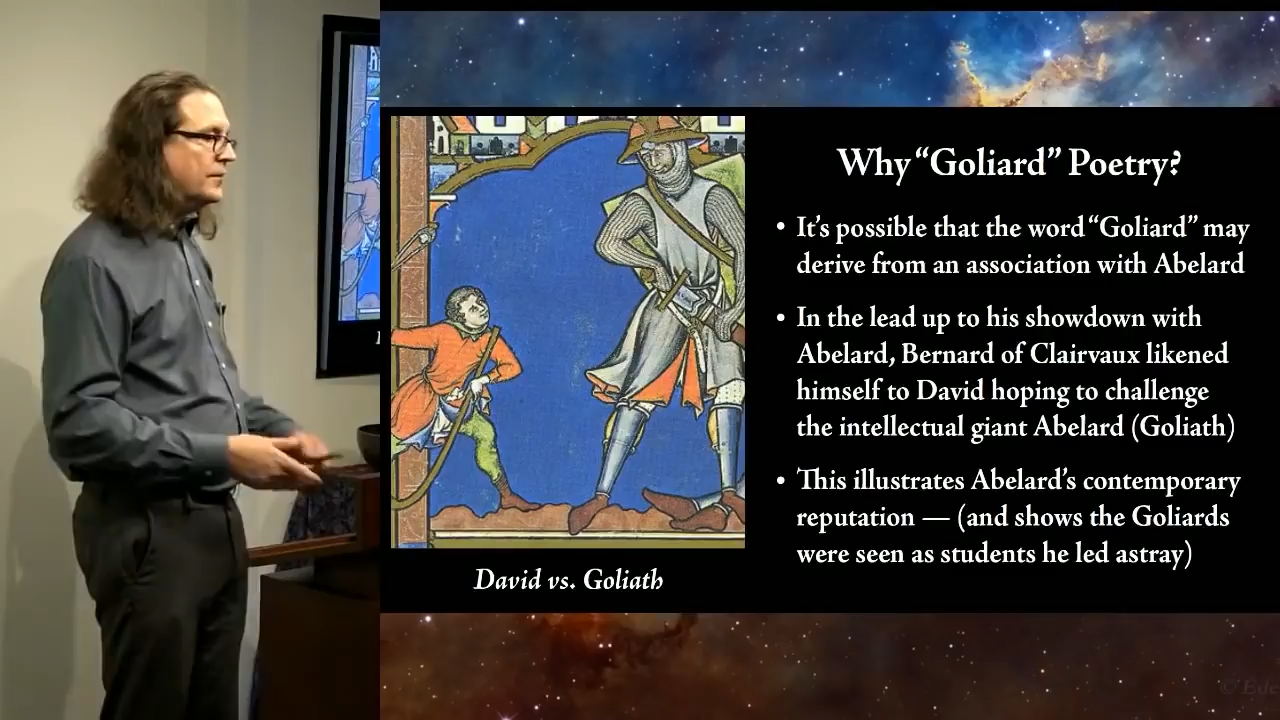 Why “Goliard” Poetry?
• It’s possible that the word “Goliard” may
derive from an association with Abelard
• In the lead up to his showdown with
Abelard, Bernard of Clairvaux likened
himself to David hoping to challenge
the intellectual giant Abelard (Goliath)
• This illustrates Abelard’s contemporary
reputation — (and shows the Goliards
were seen as students he led astray)
David vs. Goliath